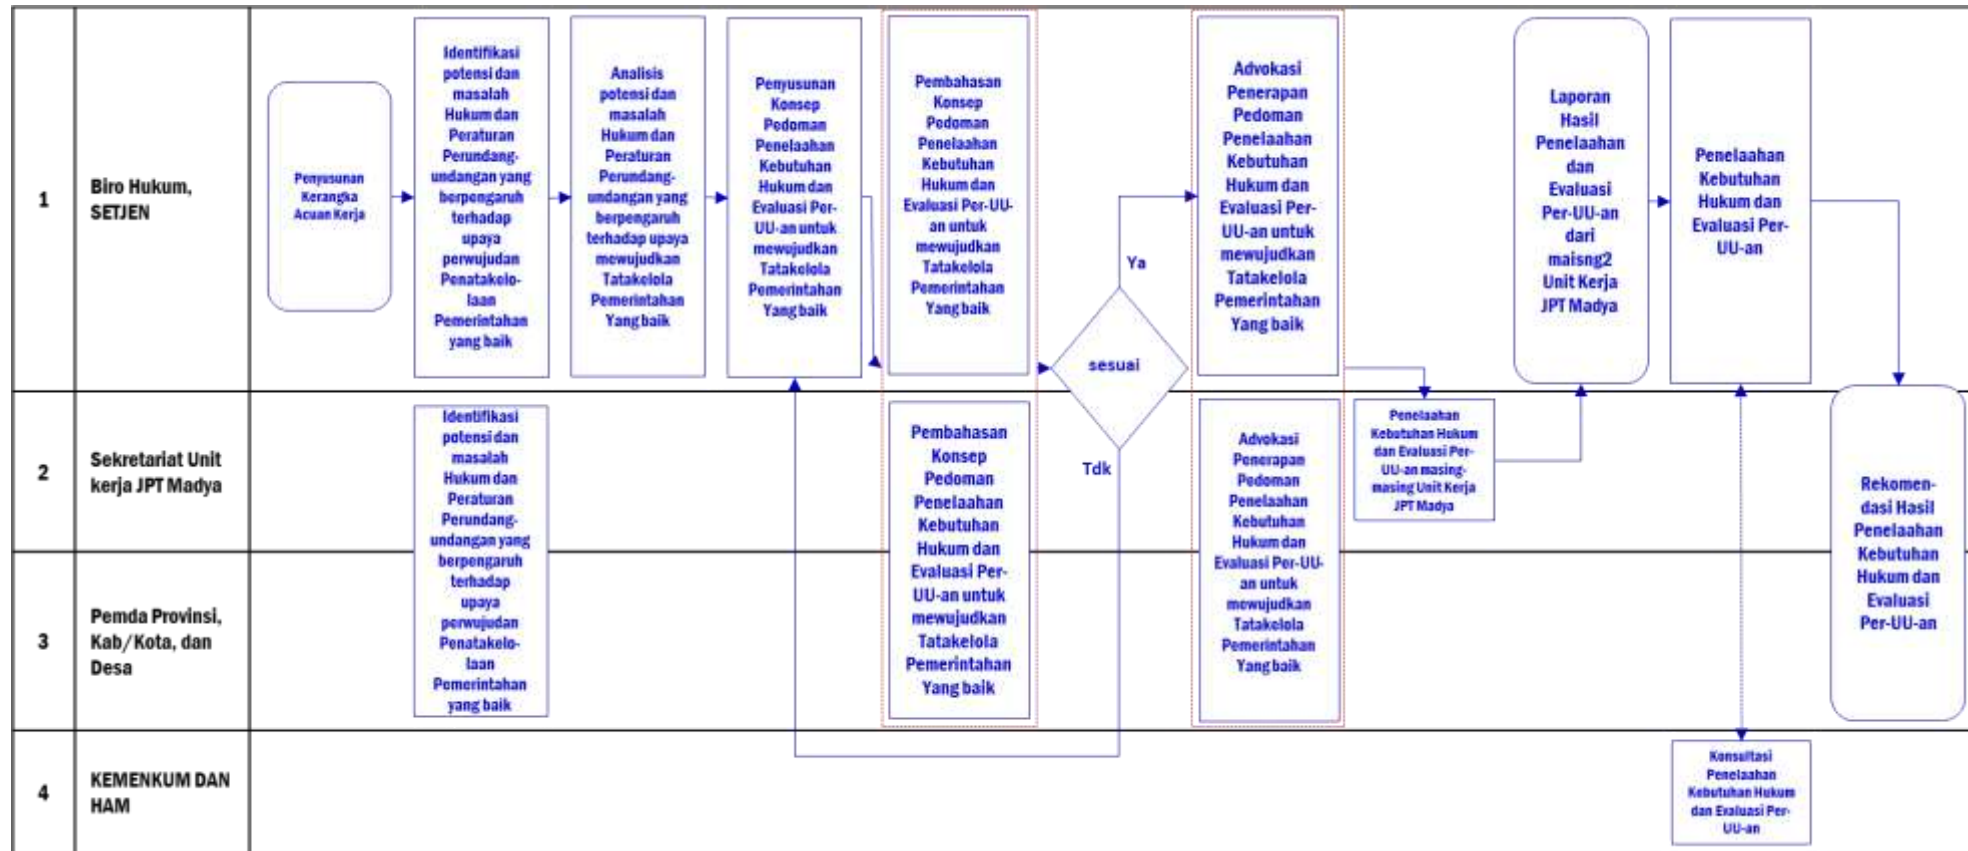 1
Biro Hukum,
SETJEN
Penyusunan
Kerangka
Acuan Kerja
Identifikasi
potensi dan
masalah
Hukum dan
Peraturan
Perundang-
undangan yang
berpengaruh
terhadap
upaya
perwujudan
Penatakelo-
laan
Pemerintahan
yang baik
Analisis
potensi dan
masalah
Hukum dan
Peraturan
Perundang-
undangan yang
berpengaruh
terhadap upaya
mewujudkan
Tatakelola
Pemerintahan
Yang baik
Penyusunan
Konsep
Pedoman
Penelaahan
Kebutuhan
Hukum dan
Evaluasi Per-
UU-an untuk
mewujudkan
Tatakelola
Pemerintahan
Yang baik
Pembahasan
Konsep
Pedoman
Penelaahan
Kebutuhan
Hukum dan
Evaluasi Per-UU-
an untuk
mewujudkan
Tatakelola
Pemerintahan
Yang baik
sesuai
Ya
Tdk
Advokasi
Penerapan
Pedoman
Penelaahan
Kebutuhan
Hukum dan
Evaluasi Per-
UU-an untuk
mewujudkan
Tatakelola
Pemerintahan
Yang baik
Laporan
Hasil
Penelaahan
dan
Evaluasi
Per-UU-an
dari
maisng2
Unit Kerja
JPT Madya
Penelaahan
Kebutuhan
Hukum dan
Evaluasi Per-
UU-an
2
Sekretariat Unit
kerja JPT Madya
Identifikasi
potensi dan
masalah
Hukum dan
Peraturan
Perundang-
undangan yang
berpengaruh
terhadap
upaya
perwujudan
Penatakelo-
laan
Pemerintahan
yang baik
Pembahasan
Konsep
Pedoman
Penelaahan
Kebutuhan
Hukum dan
Evaluasi Per-
UU-an untuk
mewujudkan
Tatakelola
Pemerintahan
Yang baik
Advokasi
Penerapan
Pedoman
Penelaahan
Kebutuhan
Hukum dan
Evaluasi Per-UU-
an untuk
mewujudkan
Tatakelola
Pemerintahan
Yang baik
Penelaahan
Kebutuhan Hukum
dan Evaluasi Per-
UU-an masing-
masing Unit Kerja
JPT Madya
Rekomen-
dasi Hasil
Penelaahan
Kebutuhan
Hukum dan
Evaluasi
Per-UU-an
3
Pemda Provinsi,
Kab/Kota, dan
Desa
4
KEMENKUM DAN
HAM
Konsultasi
Penelaahan
Kebutuhan Hukum
dan Evaluasi Per-
UU-an